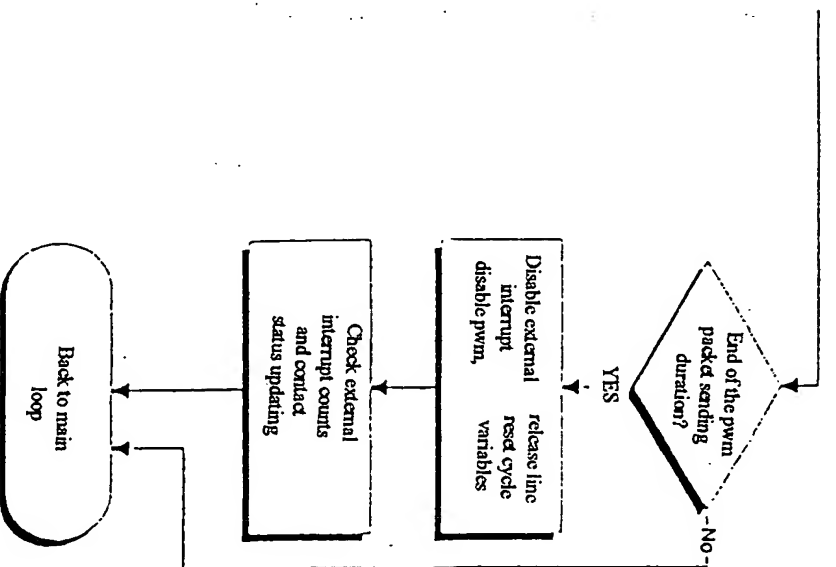 End of the pwm
packet sending
duration?
- No -
YES
Disable external
interrupt
disable pwm,
release line
reset cycle
variables
Check external
interrupt counts
and contact
status updating
Back to main
loop